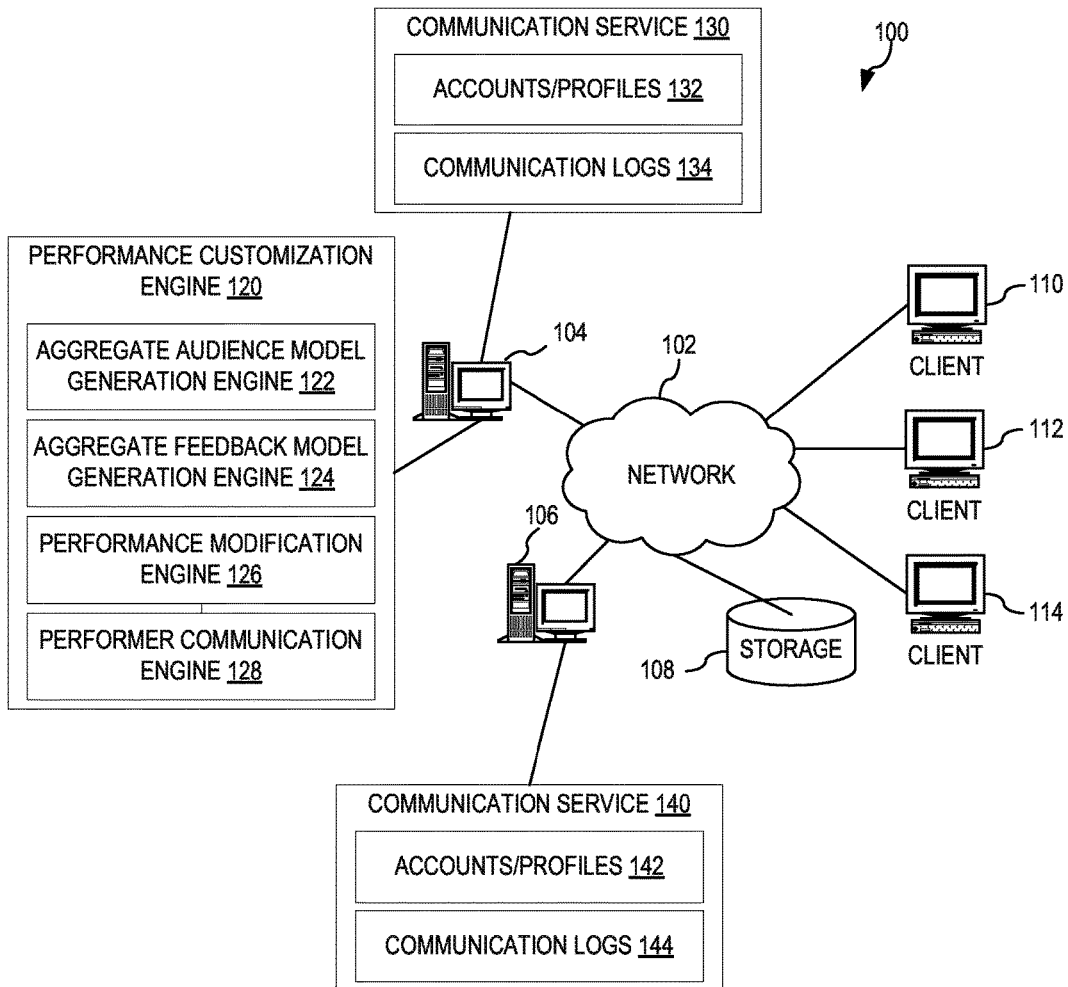 COMMUNICATION SERVICE 130
ACCOUNTS/PROFILES 132
COMMUNICATION LOGS 134
100
PERFORMANCE CUSTOMIZATION
ENGINE 120
AGGREGATE AUDIENCE MODEL
GENERATION ENGINE 122
AGGREGATE FEEDBACK MODEL
GENERATION ENGINE 124
PERFORMANCE MODIFICATION
ENGINE 126
PERFORMER COMMUNICATION
ENGINE 128
104
102
NETWORK
106
108
STORAGE
110
CLIENT
112
CLIENT
114
CLIENT
COMMUNICATION SERVICE 140
ACCOUNTS/PROFILES 142
COMMUNICATION LOGS 144